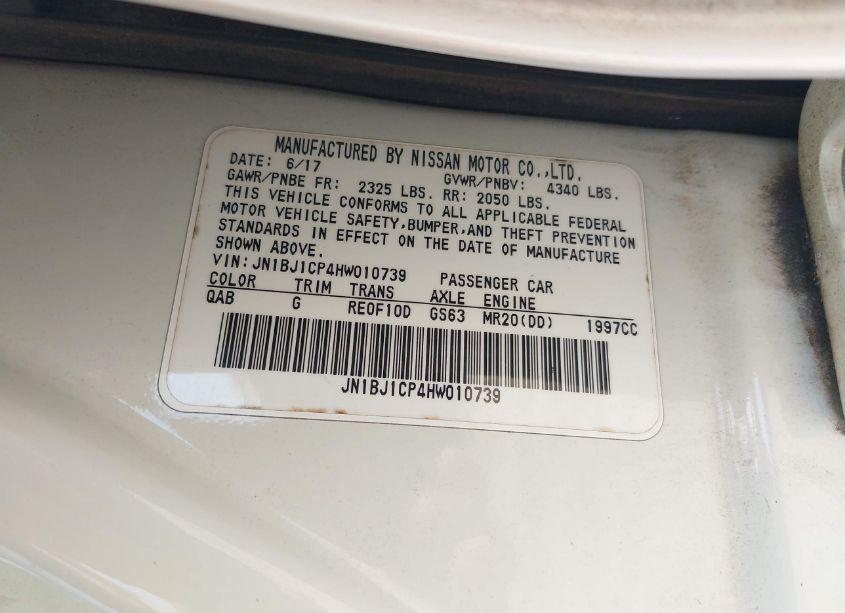 MANUFACTURED BY NISSAN MOTOR CO.,LTD.
DATE: 6/17 GVWR/PNBV: 4340 LBS.
GAWR/PNBE FR: 2325 LBS. RR: 2050 LBS.
THIS VEHICLE CONFORMS TO ALL APPLICABLE FEDERAL
MOTOR VEHICLE SAFETY,BUMPER,AND THEFT PREVENTION
STANDARDS IN EFFECT ON THE DATE OF MANUFACTURE
SHOWN ABOVE.
VIN:JN1BJ1CP4HW010739 PASSENGER CAR
COLOR TRIM TRANS AXLE ENGINE
QAB G RE0F10D GS63 MR20(DD) 1997CC
JN1BJ1CP4HW010739